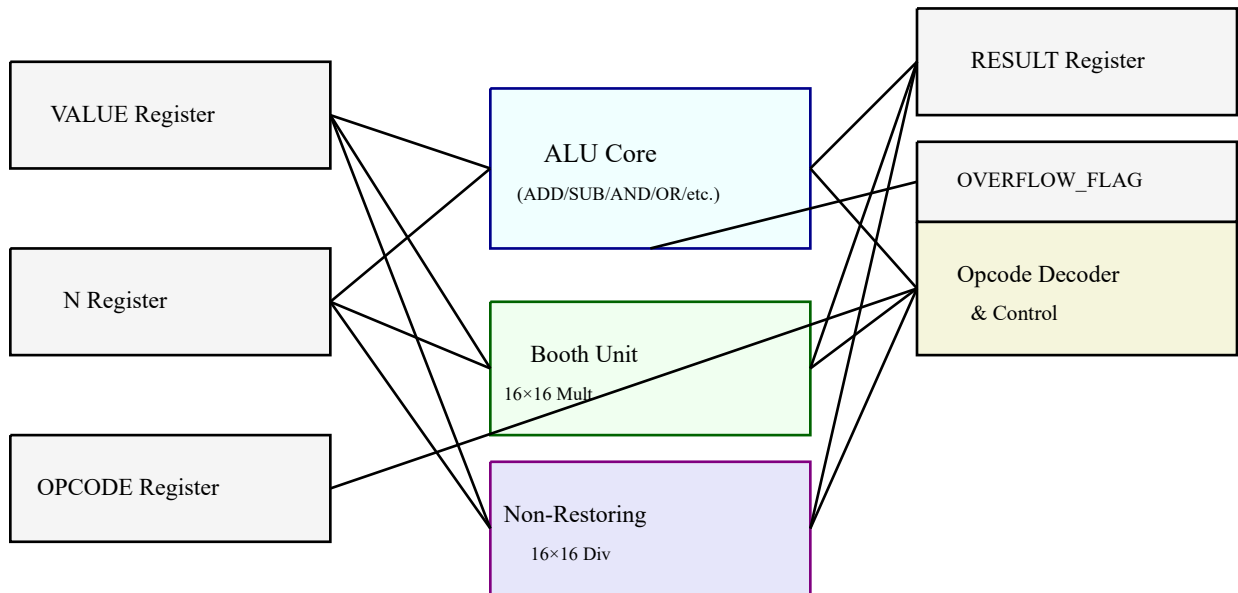 VALUE Register
N Register
OPCODE Register
ALU Core
(ADD/SUB/AND/OR/etc.)
Booth Unit
16×16 Mult
Non-Restoring
16×16 Div
RESULT Register
OVERFLOW_FLAG
Opcode Decoder
& Control